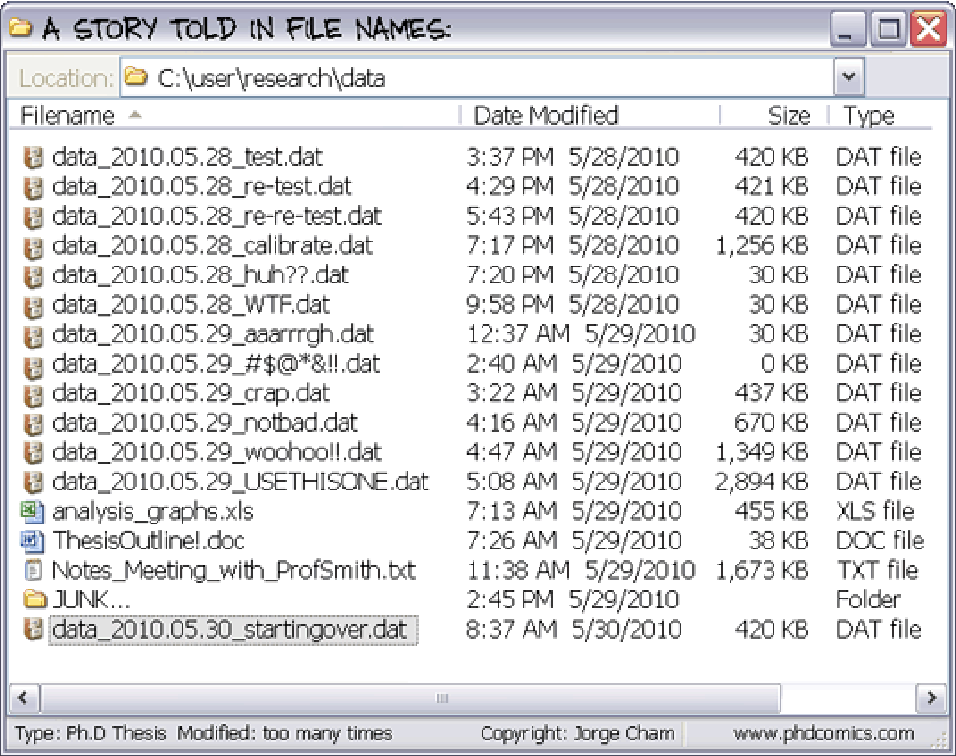 A STORY TOLD IN FILE NAMES:
Location: C:\user\research\data
Filename Date Modified Size Type
data_2010.05.28_test.dat 3:37 PM 5/28/2010 420 KB DAT file
data_2010.05.28_re-test.dat 4:29 PM 5/28/2010 421 KB DAT file
data_2010.05.28_re-re-test.dat 5:43 PM 5/28/2010 420 KB DAT file
data_2010.05.28_calibrate.dat 7:17 PM 5/28/2010 1,256 KB DAT file
data_2010.05.28_huh??.dat 7:20 PM 5/28/2010 30 KB DAT file
data_2010.05.28_WTF.dat 9:58 PM 5/28/2010 30 KB DAT file
data_2010.05.29_aaarrrgh.dat 12:37 AM 5/29/2010 30 KB DAT file
data_2010.05.29_#$@*&!!.dat 2:40 AM 5/29/2010 0 KB DAT file
data_2010.05.29_crap.dat 3:22 AM 5/29/2010 437 KB DAT file
data_2010.05.29_notbad.dat 4:16 AM 5/29/2010 670 KB DAT file
data_2010.05.29_woohoo!!.dat 4:47 AM 5/29/2010 1,349 KB DAT file
data_2010.05.29_USETHISONE.dat 5:08 AM 5/29/2010 2,894 KB DAT file
analysis_graphs.xls 7:13 AM 5/29/2010 455 KB XLS file
ThesisOutline!.doc 7:26 AM 5/29/2010 38 KB DOC file
Notes_Meeting_with_ProfSmith.txt 11:38 AM 5/29/2010 1,673 KB TXT file
JUNK... 2:45 PM 5/29/2010 Folder
data_2010.05.30_startingover.dat 8:37 AM 5/30/2010 420 KB DAT file
Type: Ph.D Thesis Modified: too many times Copyright: Jorge Cham www.phdcomics.com